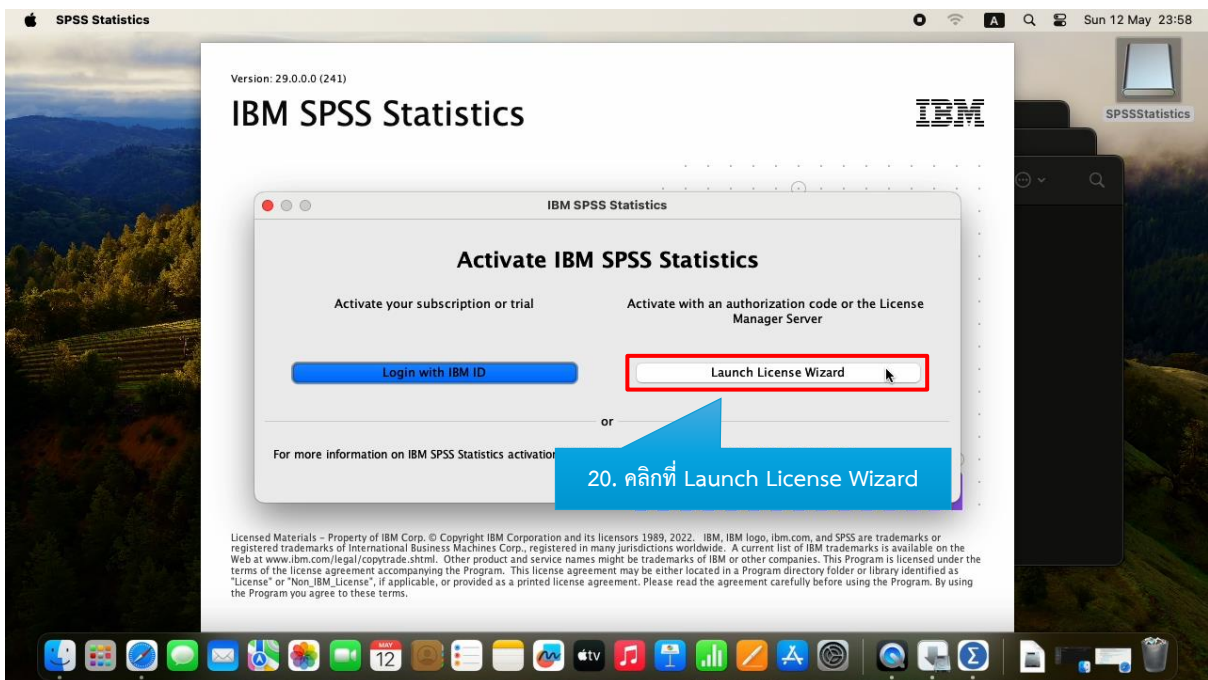 SPSS Statistics
A
Sun 12 May 23:58
Version: 29.0.0.0 (241)
IBM SPSS Statistics
IBM
SPSSStatistics
IBM SPSS Statistics
Activate IBM SPSS Statistics
Activate your subscription or trial
Activate with an authorization code or the License
Manager Server
Login with IBM ID
Launch License Wizard
or
For more information on IBM SPSS Statistics activation
20. คลิกที่ Launch License Wizard
Licensed Materials – Property of IBM Corp. © Copyright IBM Corporation and its licensors 1989, 2022. IBM, IBM logo, ibm.com, and SPSS are trademarks or
registered trademarks of International Business Machines Corp., registered in many jurisdictions worldwide. A current list of IBM trademarks is available on the
Web at www.ibm.com/legal/copytrade.shtml. Other product and service names might be trademarks of IBM or other companies. This Program is licensed under the
terms of the license agreement accompanying the Program. This license agreement may be either located in a Program directory folder or library identified as
"License" or "Non_IBM_License", if applicable, or provided as a printed license agreement. Please read the agreement carefully before using the Program. By using
the Program you agree to these terms.
MAY
12
tv
Σ